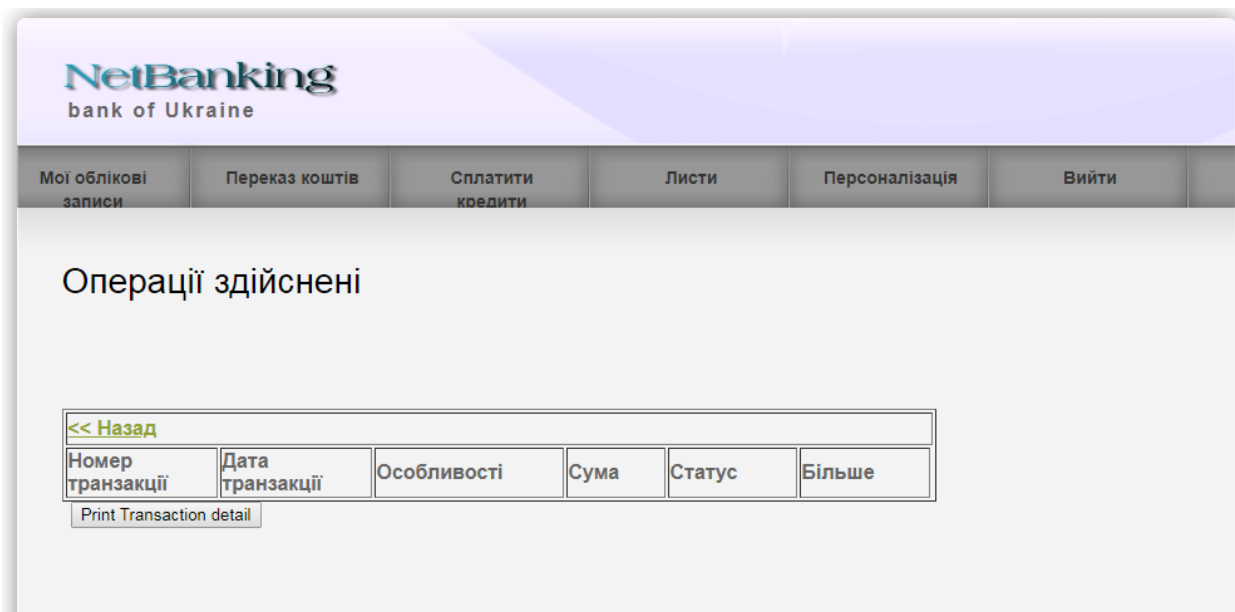 NetBanking
bank of Ukraine
Мої облікові записи Переказ коштів Сплатити кредити Листи Персоналізація Вийти
Операції здійснені
<< Назад
Номер транзакції Дата транзакції Особливості Сума Статус Більше
Print Transaction detail